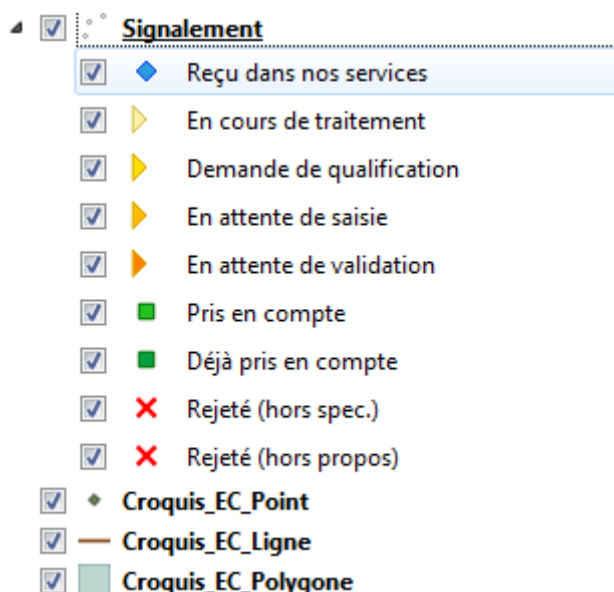 Signalement
Reçu dans nos services
En cours de traitement
Demande de qualification
En attente de saisie
En attente de validation
Pris en compte
Déjà pris en compte
Rejeté (hors spec.)
Rejeté (hors propos)
Croquis_EC_Point
Croquis_EC_Ligne
Croquis_EC_Polygone